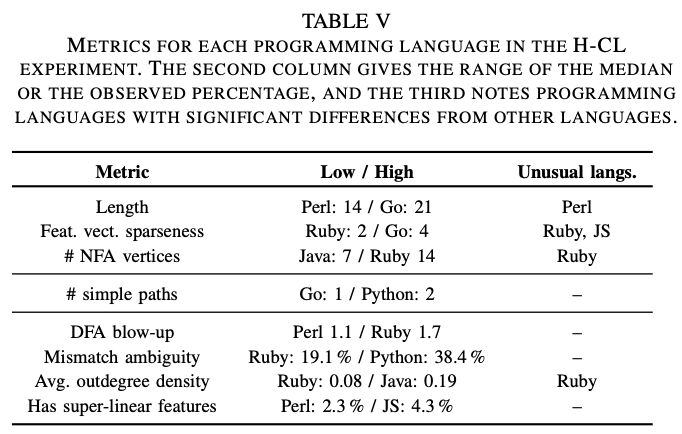 TABLE V
METRICS FOR EACH PROGRAMMING LANGUAGE IN THE H-CL
EXPERIMENT. THE SECOND COLUMN GIVES THE RANGE OF THE MEDIAN
OR THE OBSERVED PERCENTAGE, AND THE THIRD NOTES PROGRAMMING
LANGUAGES WITH SIGNIFICANT DIFFERENCES FROM OTHER LANGUAGES.
Metric Low / High Unusual langs.
Length Perl: 14 / Go: 21 Perl
Feat. vect. sparseness Ruby: 2 / Go: 4 Ruby, JS
# NFA vertices Java: 7 / Ruby 14 Ruby
# simple paths Go: 1 / Python: 2 –
DFA blow-up Perl 1.1 / Ruby 1.7 –
Mismatch ambiguity Ruby: 19.1 % / Python: 38.4 % –
Avg. outdegree density Ruby: 0.08 / Java: 0.19 Ruby
Has super-linear features Perl: 2.3 % / JS: 4.3 % –